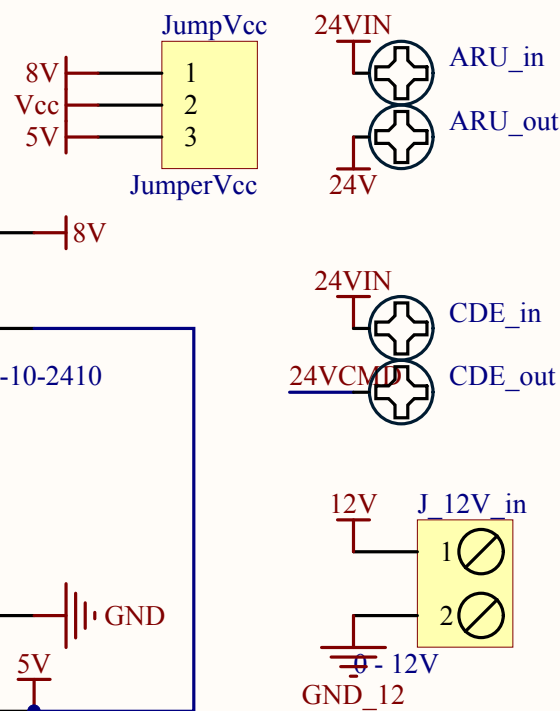 JumpVcc
8V 1
Vcc 2
5V 3
JumperVcc
24VIN
ARU_in
ARU_out
24V
8V
24VIN
CDE_in
-10-2410
24VCMD
CDE_out
12V
J_12V_in
1
2
GND
0 - 12V
5V
GND_12